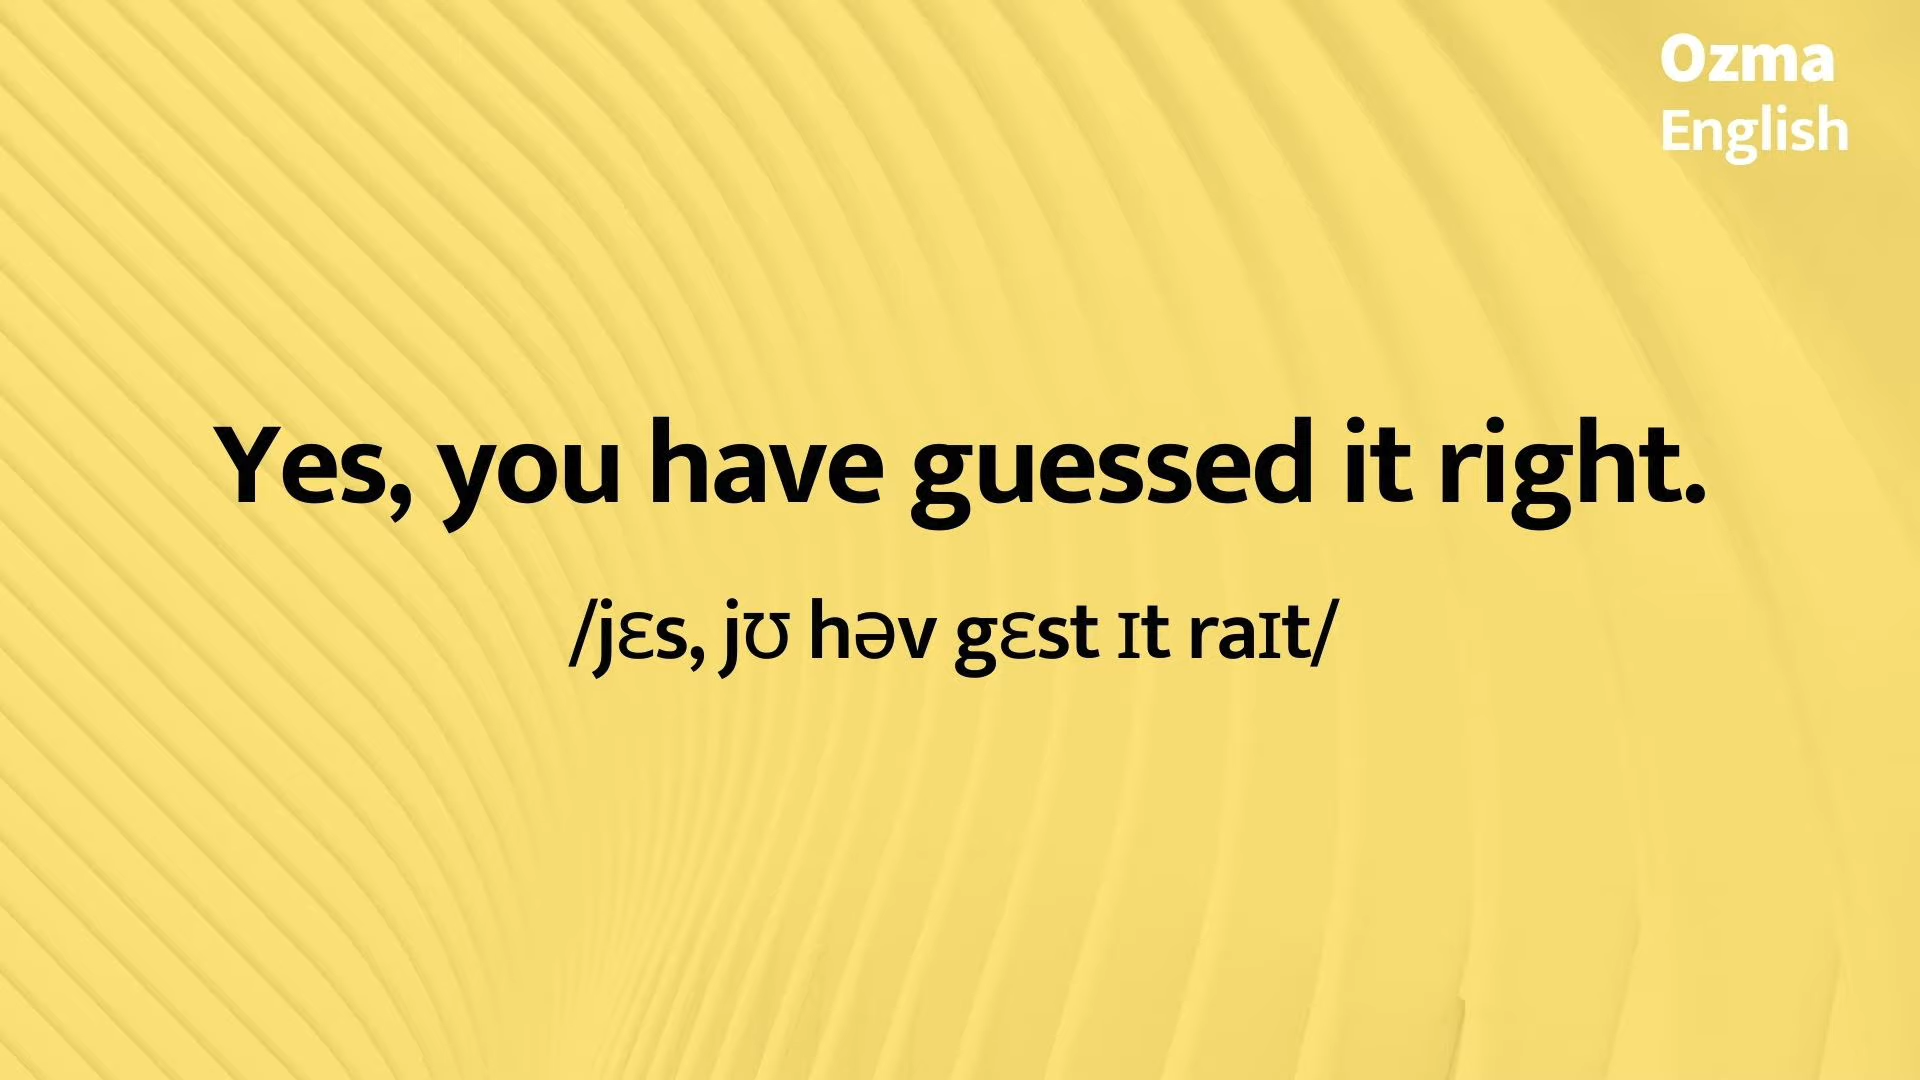 Ozma
English
Yes, you have guessed it right.
/jɛs, jʊ həv gɛst ɪt raɪt/